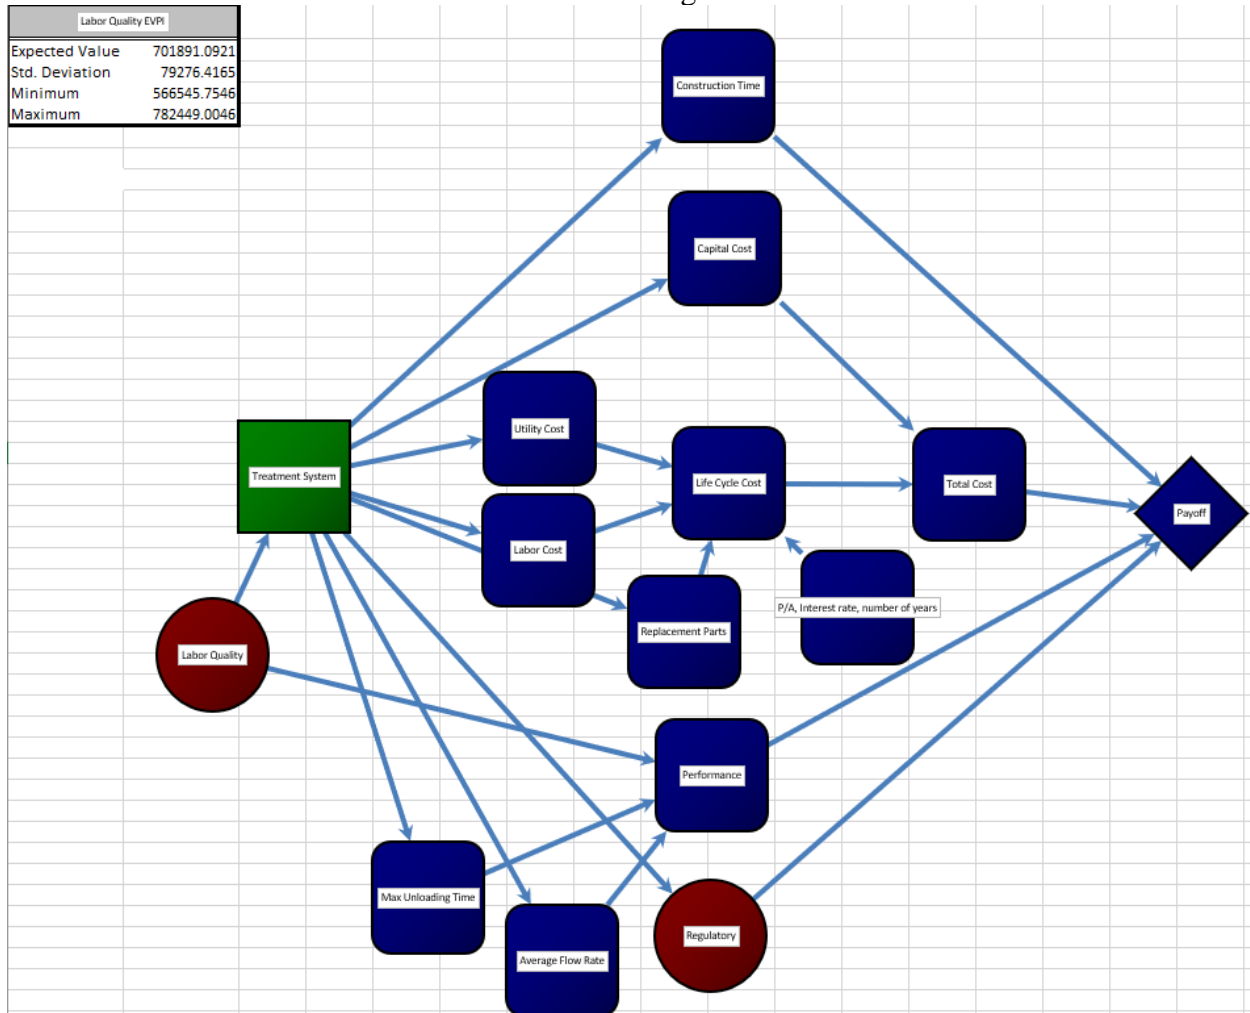 Labor Quality EVPI
Expected Value 701891.0921
Std. Deviation 79276.4165
Minimum 566545.7546
Maximum 782449.0046
Construction Time
Capital Cost
Utility Cost
Treatment System
Life Cycle Cost
Total Cost
Payoff
Labor Cost
P/A, Interest rate, number of years
Replacement Parts
Labor Quality
Performance
Max Unloading Time
Regulatory
Average Flow Rate